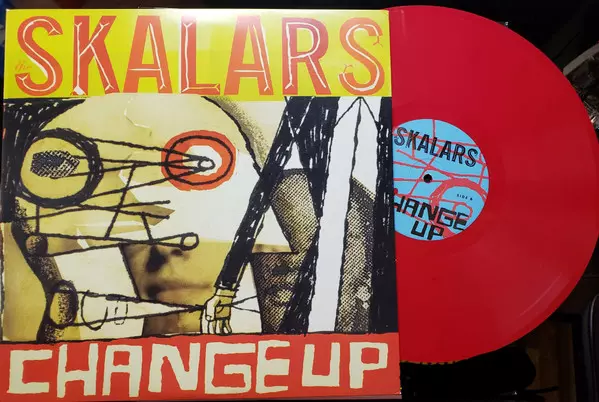 SKALARS
CHANGE UP
SKALARS
SIDE A
CHANGE
UP